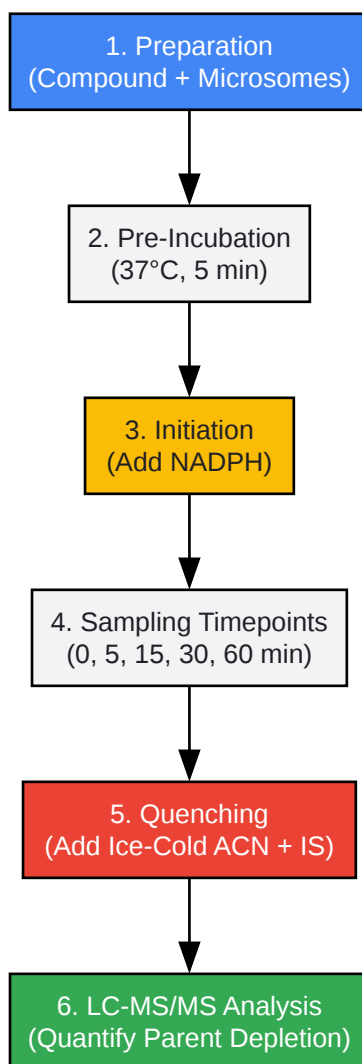 1. Preparation
(Compound + Microsomes)
2. Pre-Incubation
(37°C, 5 min)
3. Initiation
(Add NADPH)
4. Sampling Timepoints
(0, 5, 15, 30, 60 min)
5. Quenching
(Add Ice-Cold ACN + IS)
6. LC-MS/MS Analysis
(Quantify Parent Depletion)